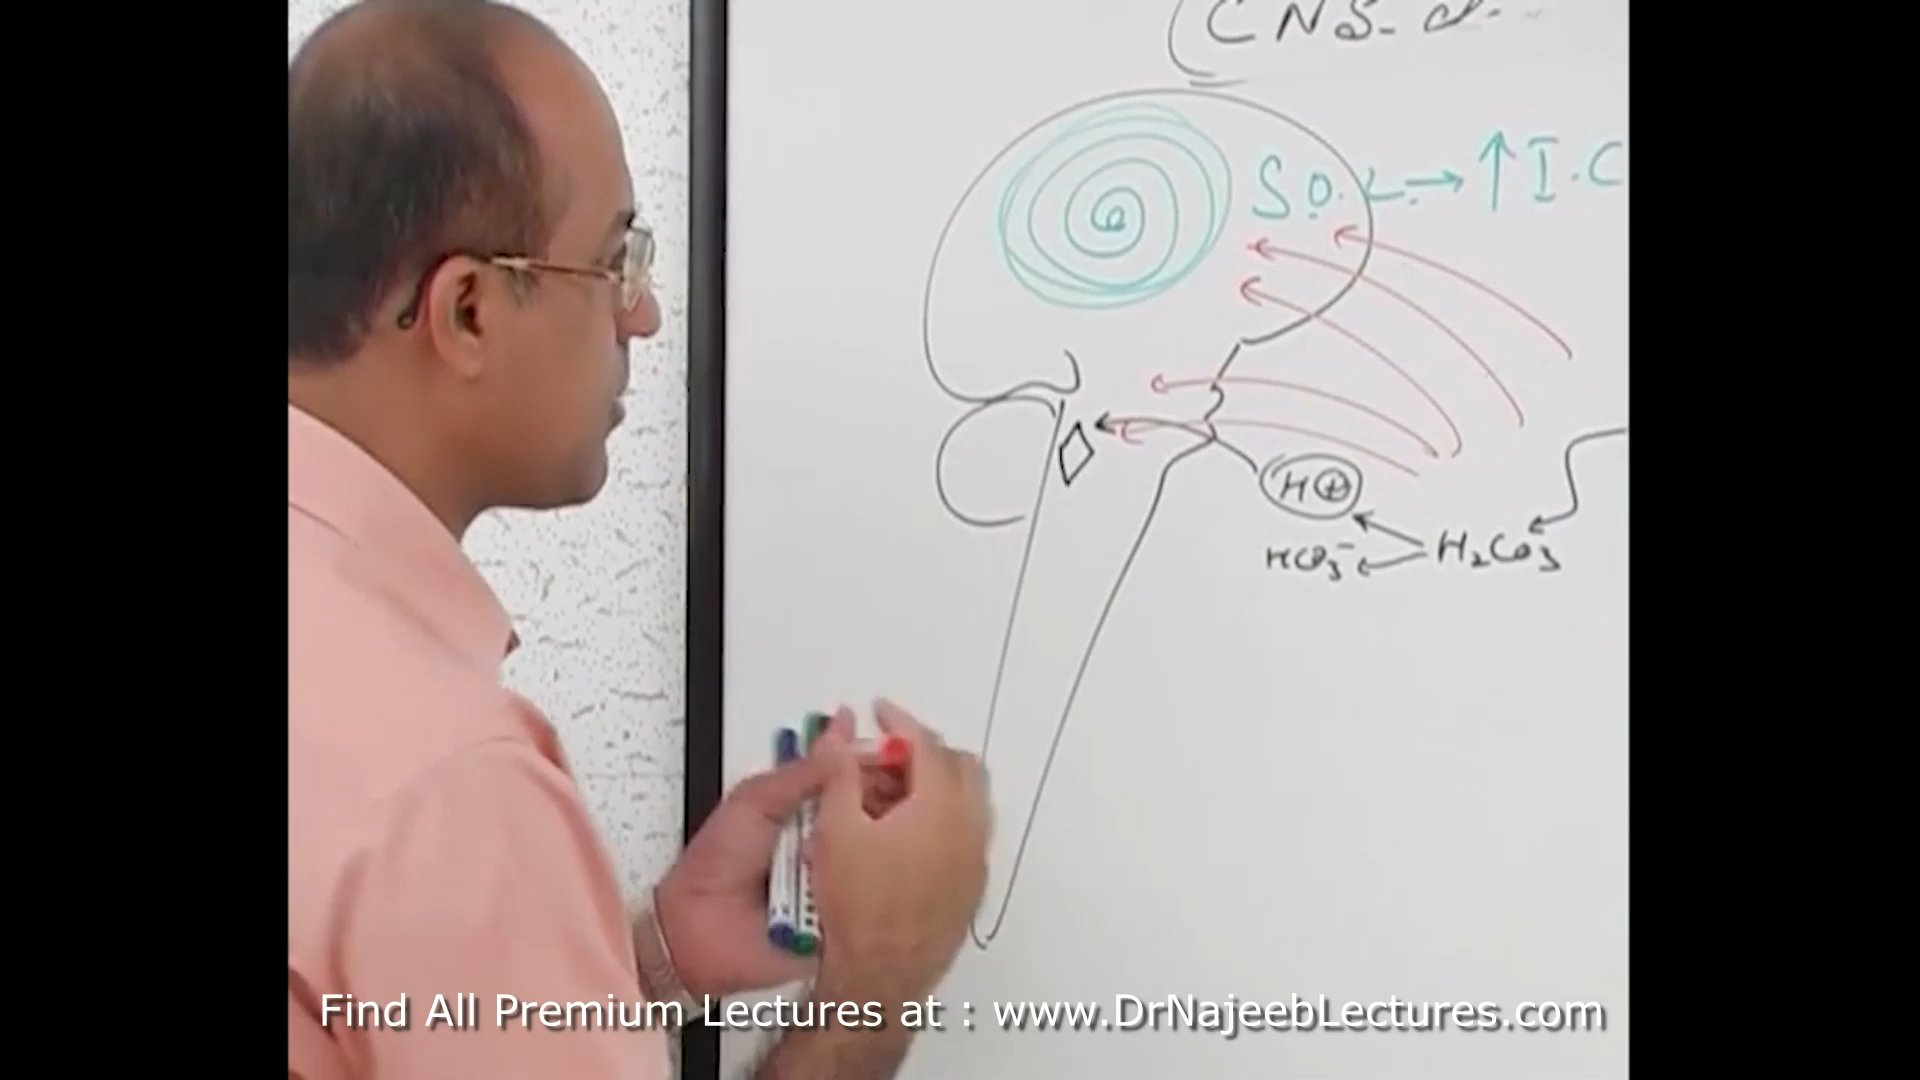 CNS-
S.O.L. → ↑ I.C
H⊕
HCO₃⁻ H₂CO₃
Find All Premium Lectures at : www.DrNajeebLectures.com